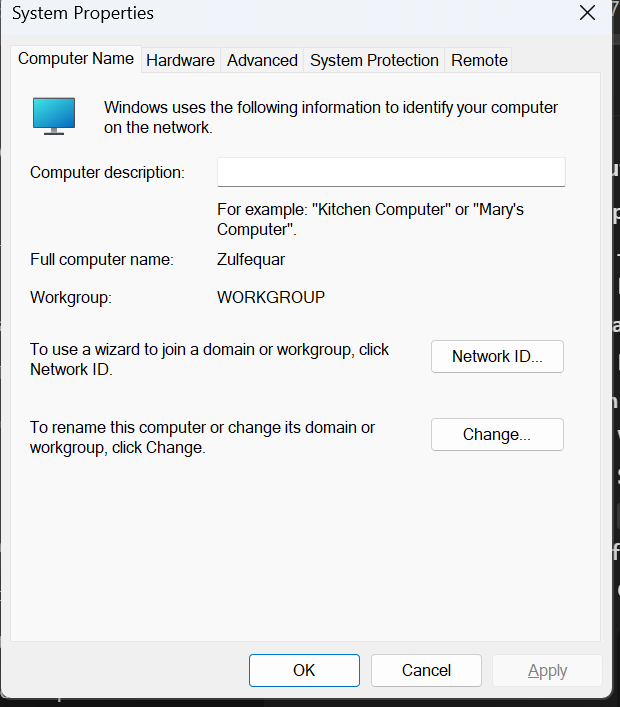 System Properties
Computer Name
Hardware
Advanced
System Protection
Remote
Windows uses the following information to identify your computer
on the network.
Computer description:
For example: "Kitchen Computer" or "Mary's
Computer".
Full computer name:
Zulfequar
Workgroup:
WORKGROUP
To use a wizard to join a domain or workgroup, click
Network ID.
Network ID...
To rename this computer or change its domain or
workgroup, click Change.
Change...
OK
Cancel
Apply